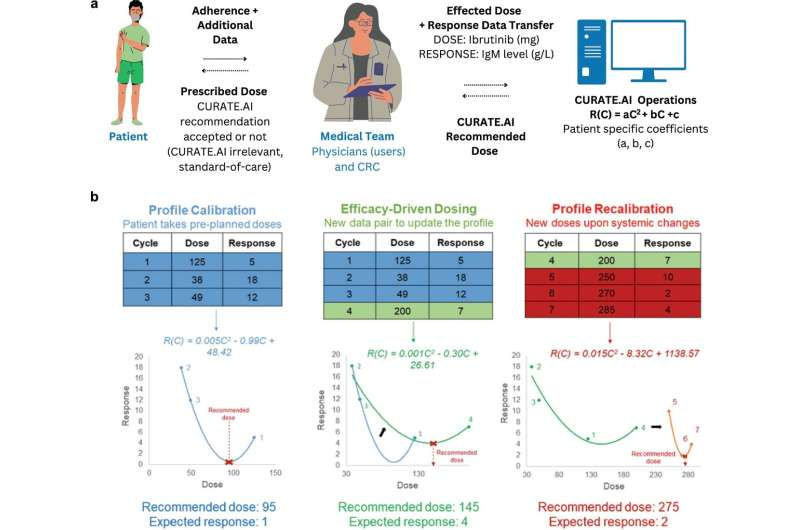 a
Adherence +
Additional
Data
Prescribed Dose
CURATE.AI
recommendation
accepted or not
(CURATE.AI irrelevant,
standard-of-care)
Patient
Medical Team
Physicians (users)
and CRC
Effected Dose
+ Response Data Transfer
DOSE: Ibrutinib (mg)
RESPONSE: IgM level (g/L)
CURATE.AI
Recommended
Dose
CURATE.AI Operations
R(C) = aC² + bC +c
Patient specific coefficients
(a, b, c)
b
Profile Calibration
Patient takes pre-planned doses
Cycle Dose Response
1 125 5
2 38 18
3 49 12
R(C) = 0.005C² - 0.99C +
48.42
Response
20
18
16
14
12
10
8
6
4
2
0
2
3
1
Recommended
dose
0 50 100 150
Dose
Recommended dose: 95
Expected response: 1
Efficacy-Driven Dosing
New data pair to update the profile
Cycle Dose Response
1 125 5
2 38 18
3 49 12
4 200 7
R(C) = 0.001C² - 0.30C +
26.61
Response
20
18
16
14
12
10
8
6
4
2
0
2
3
1
4
Recommended
dose
30 130
Dose
Recommended dose: 145
Expected response: 4
Profile Recalibration
New doses upon systemic changes
Cycle Dose Response
4 200 7
5 250 10
6 270 2
7 285 4
R(C) = 0.015C² - 8.32C + 1138.57
Response
20
18
16
14
12
10
8
6
4
2
0
2
3
1
4
5
6
7
Recommended
dose
30 80 130 180 230 280
Dose
Recommended dose: 275
Expected response: 2